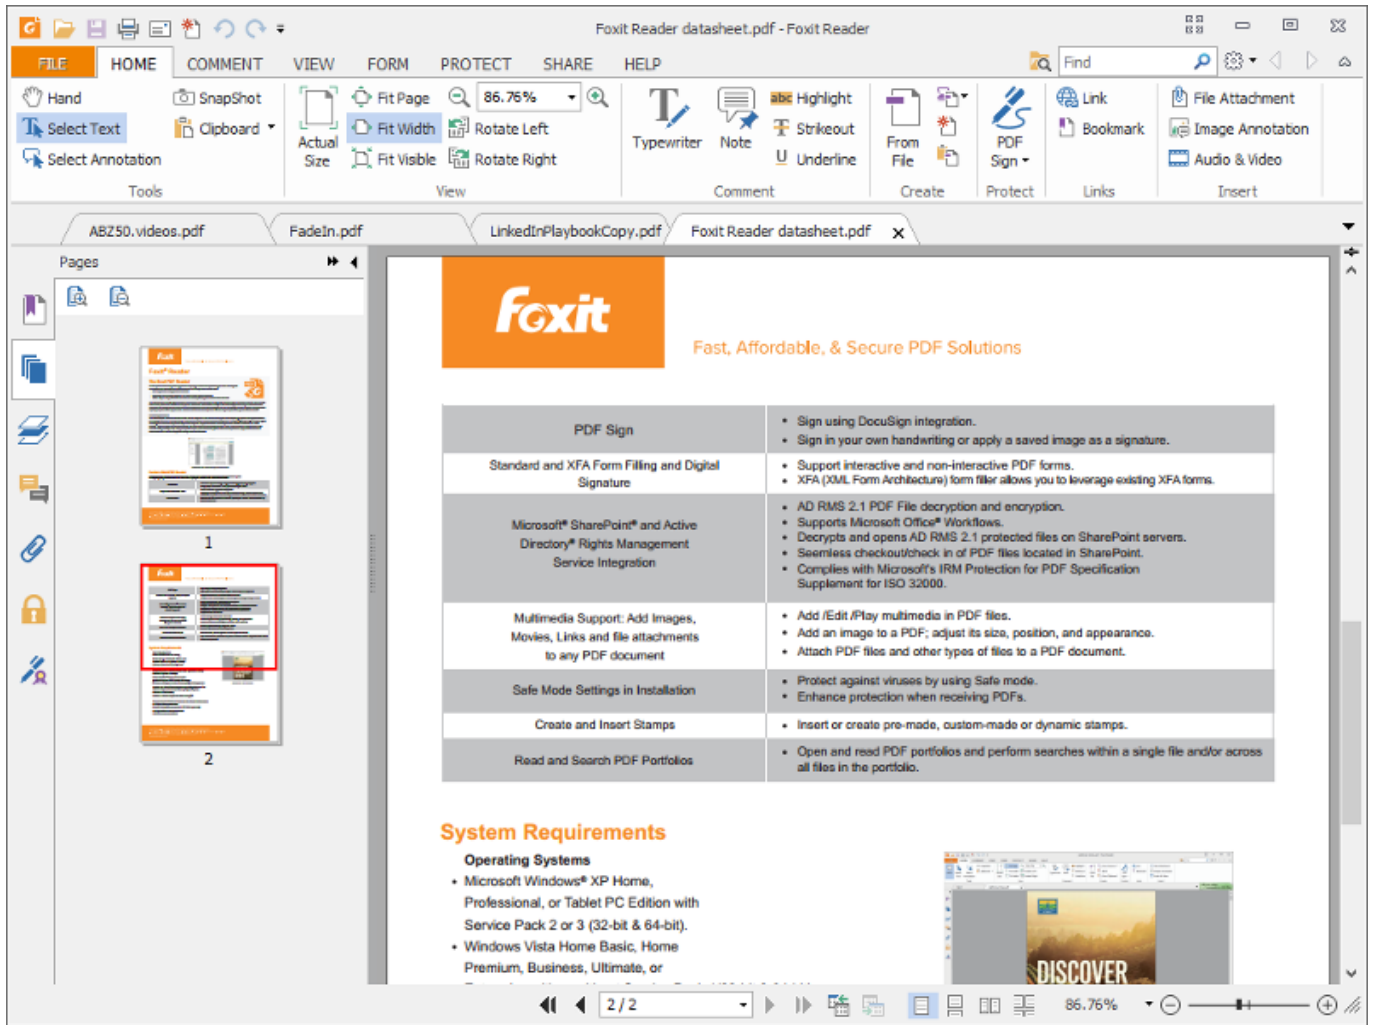 Foxit Reader datasheet.pdf - Foxit Reader
FILE HOME COMMENT VIEW FORM PROTECT SHARE HELP Find
Hand SnapShot Fit Page 86.76% abc Highlight Link File Attachment
Select Text Clipboard Fit Width Rotate Left Strikeout Bookmark Image Annotation
Select Annotation Actual Size Fit Visible Rotate Right Typewriter Note U Underline From File PDF Sign Audio & Video
Tools View Comment Create Protect Links Insert
ABZ50.videos.pdf FadeIn.pdf LinkedInPlaybookCopy.pdf Foxit Reader datasheet.pdf
Pages
Foxit
Foxit® Reader
1
Foxit
2
Foxit
Fast, Affordable, & Secure PDF Solutions
PDF Sign
• Sign using DocuSign integration.
• Sign in your own handwriting or apply a saved image as a signature.
Standard and XFA Form Filling and Digital
Signature
• Support interactive and non-interactive PDF forms.
• XFA (XML Form Architecture) form filler allows you to leverage existing XFA forms.
Microsoft® SharePoint® and Active
Directory® Rights Management
Service Integration
• AD RMS 2.1 PDF File decryption and encryption.
• Supports Microsoft Office® Workflows.
• Decrypts and opens AD RMS 2.1 protected files on SharePoint servers.
• Seemless checkout/check in of PDF files located in SharePoint.
• Complies with Microsoft's IRM Protection for PDF Specification
Supplement for ISO 32000.
Multimedia Support: Add Images,
Movies, Links and file attachments
to any PDF document
• Add /Edit /Play multimedia in PDF files.
• Add an image to a PDF; adjust its size, position, and appearance.
• Attach PDF files and other types of files to a PDF document.
Safe Mode Settings in Installation
• Protect against viruses by using Safe mode.
• Enhance protection when receiving PDFs.
Create and Insert Stamps
• Insert or create pre-made, custom-made or dynamic stamps.
Read and Search PDF Portfolios
• Open and read PDF portfolios and perform searches within a single file and/or across
all files in the portfolio.
System Requirements
Operating Systems
• Microsoft Windows® XP Home,
Professional, or Tablet PC Edition with
Service Pack 2 or 3 (32-bit & 64-bit).
• Windows Vista Home Basic, Home
Premium, Business, Ultimate, or
DISCOVER
2 / 2 86.76%